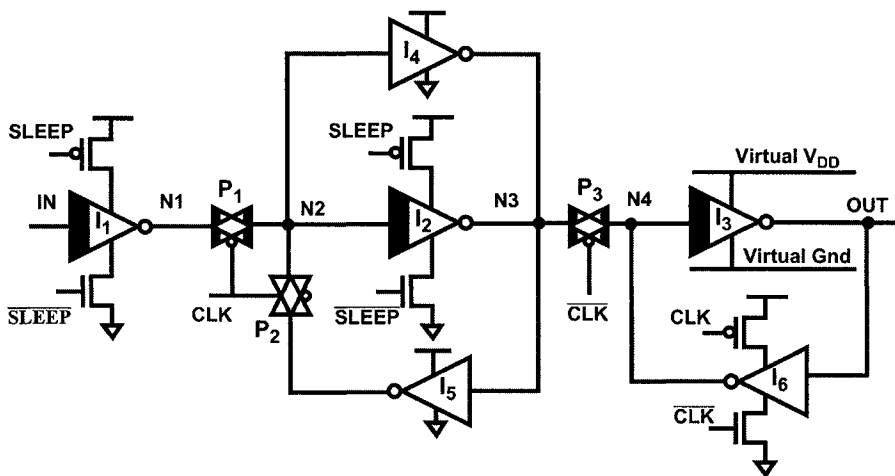 I4
SLEEP
SLEEP
IN
I1
N1
P1
N2
I2
N3
P3
N4
Virtual VDD
I3
OUT
Virtual Gnd
SLEEP
CLK
P2
SLEEP
CLK
CLK
I5
I6
CLK